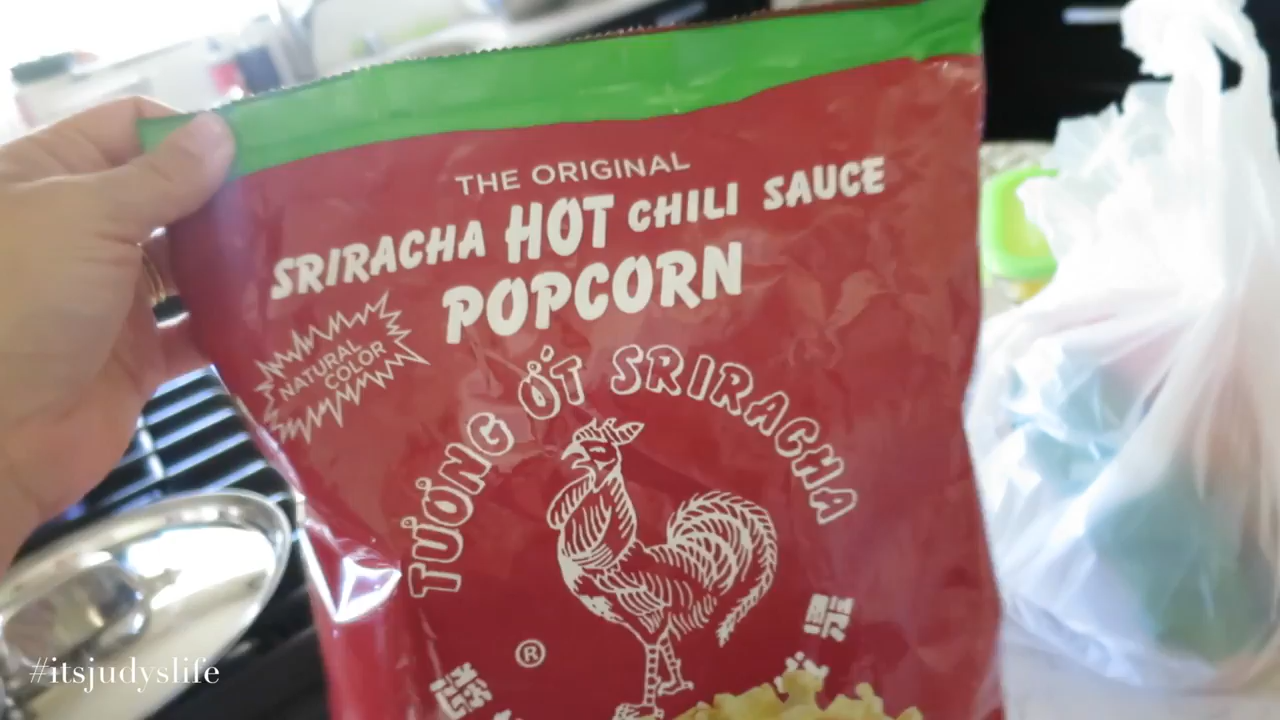 THE ORIGINAL
SRIRACHA HOT CHILI SAUCE
POPCORN
NATURAL
COLOR
TƯƠNG ỚT SRIRACHA
®
#itsjudyslife